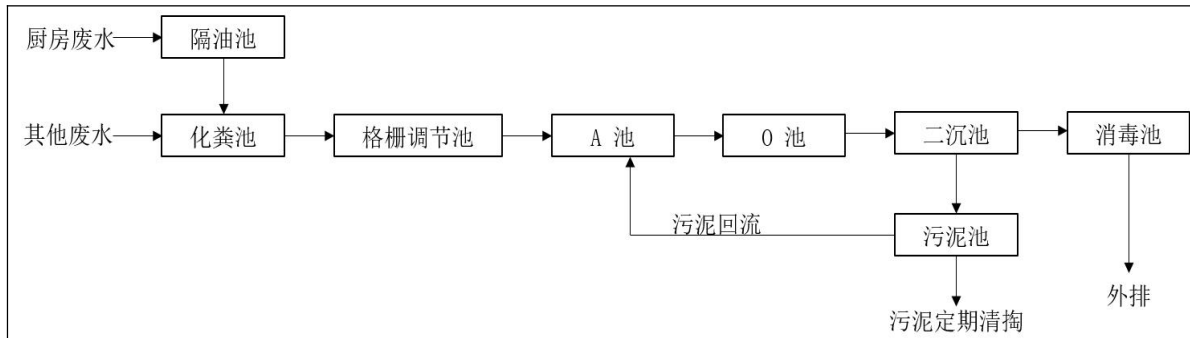 厨房废水
隔油池
其他废水
化粪池
格栅调节池
A 池
O 池
二沉池
消毒池
污泥回流
污泥池
外排
污泥定期清掏